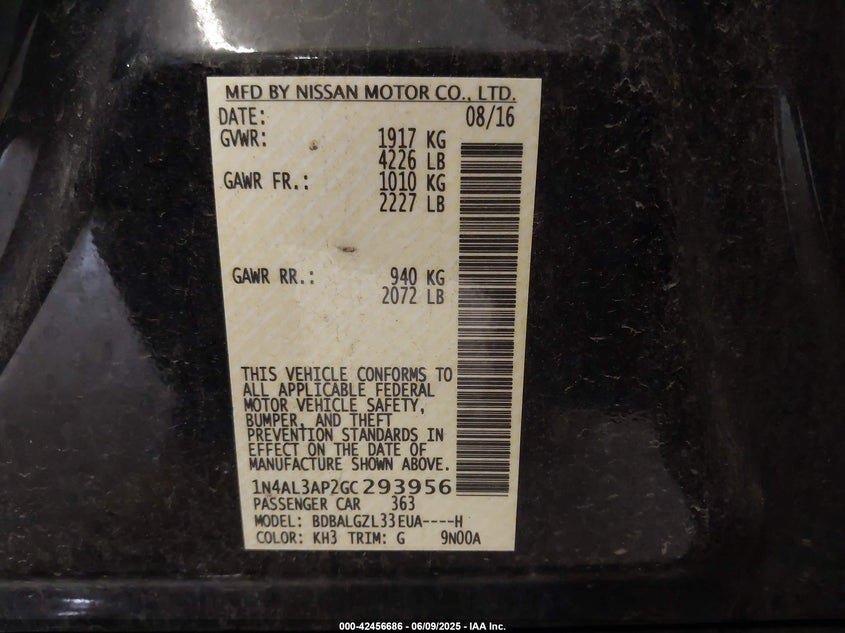 MFD BY NISSAN MOTOR CO., LTD.
DATE: 08/16
GVWR: 1917 KG
4226 LB
GAWR FR.: 1010 KG
2227 LB
GAWR RR.: 940 KG
2072 LB
THIS VEHICLE CONFORMS TO
ALL APPLICABLE FEDERAL
MOTOR VEHICLE SAFETY,
BUMPER, AND THEFT
PREVENTION STANDARDS IN
EFFECT ON THE DATE OF
MANUFACTURE SHOWN ABOVE.
1N4AL3AP2GC293956
PASSENGER CAR 363
MODEL: BDBALGZL33EUA----H
COLOR: KH3 TRIM: G 9N00A
000-42456686 - 06/09/2025 - IAA Inc.